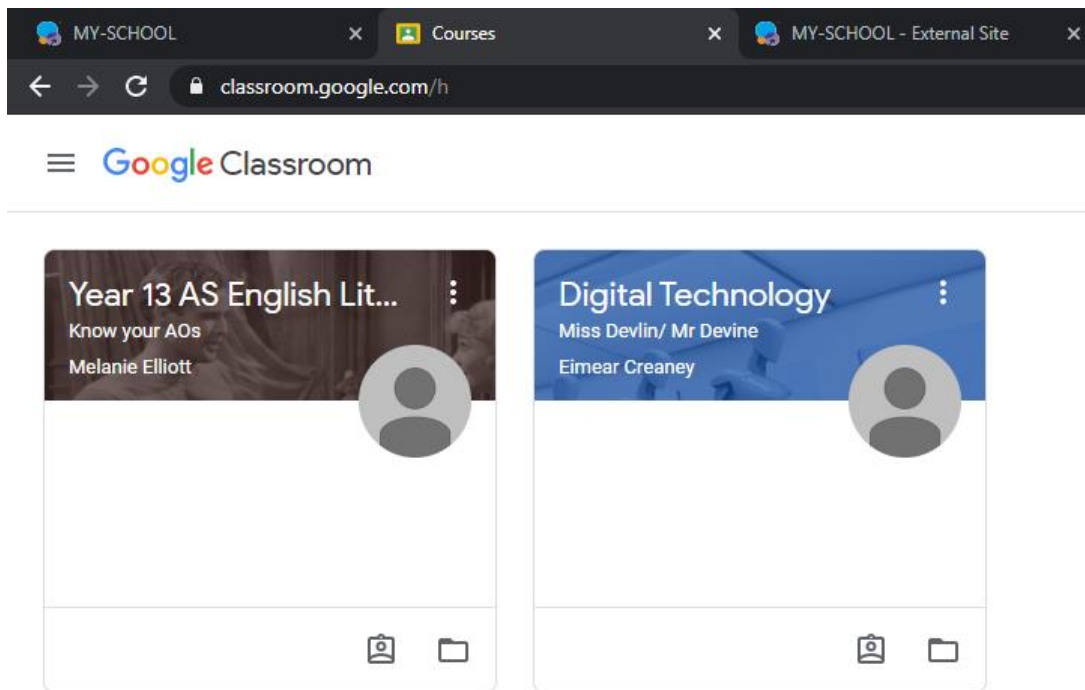 MY-SCHOOL
Courses
MY-SCHOOL - External Site
classroom.google.com/h
Google Classroom
Year 13 AS English Lit...
Know your AOs
Melanie Elliott
Digital Technology
Miss Devlin/ Mr Devine
Eimear Creaney